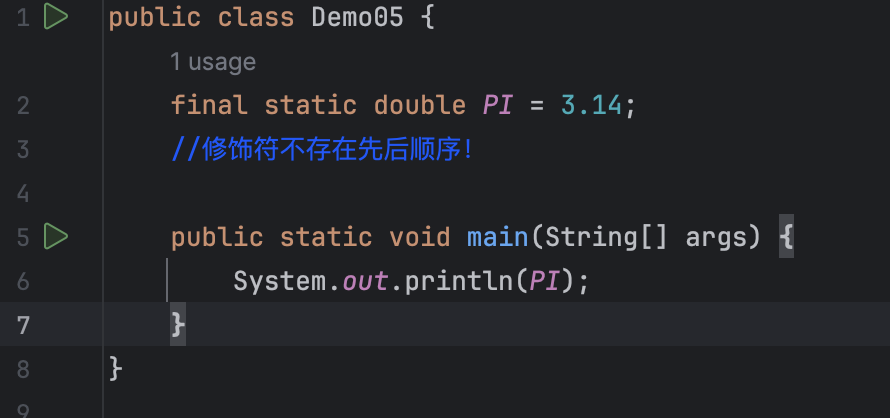 1 public class Demo05 {
1 usage
2 final static double PI = 3.14;
3 //修饰符不存在先后顺序！
4
5 public static void main(String[] args) {
6 System.out.println(PI);
7 }
8 }
9